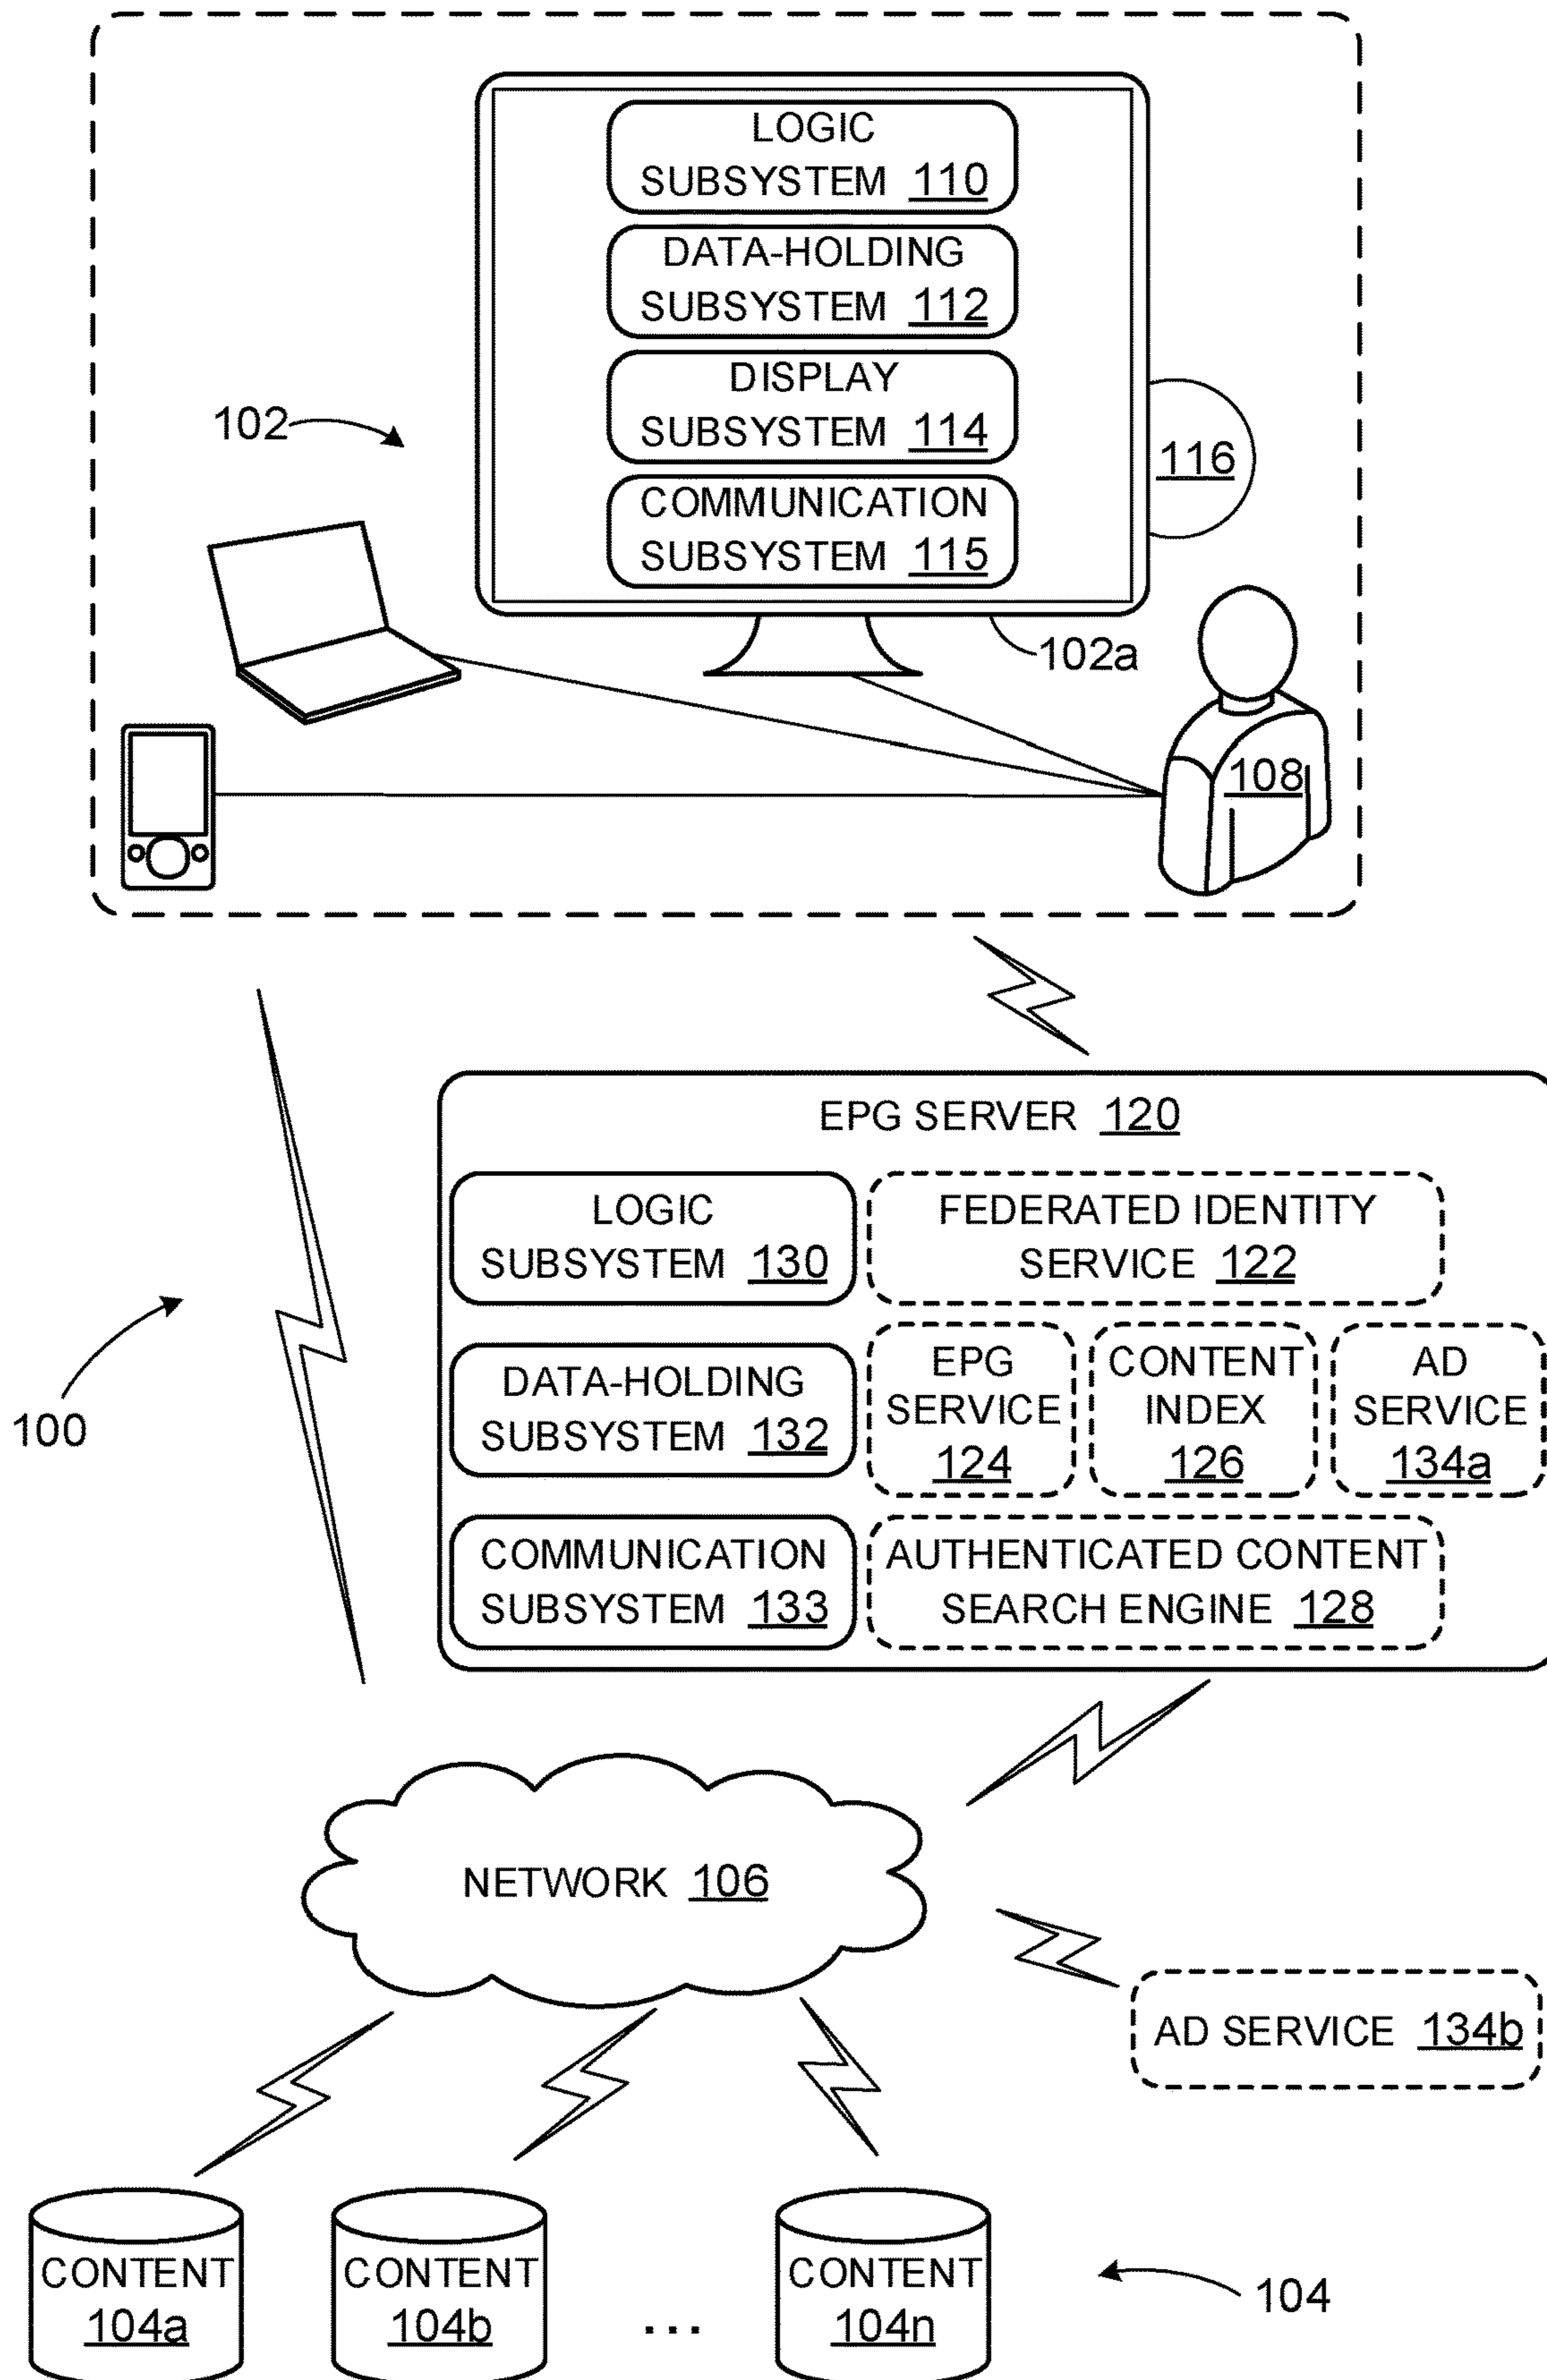 LOGIC
SUBSYSTEM 110
DATA-HOLDING
SUBSYSTEM 112
DISPLAY
SUBSYSTEM 114
COMMUNICATION
SUBSYSTEM 115
102
116
102a
108
EPG SERVER 120
LOGIC
SUBSYSTEM 130
FEDERATED IDENTITY
SERVICE 122
DATA-HOLDING
SUBSYSTEM 132
EPG
SERVICE
124
CONTENT
INDEX
126
AD
SERVICE
134a
COMMUNICATION
SUBSYSTEM 133
AUTHENTICATED CONTENT
SEARCH ENGINE 128
100
NETWORK 106
AD SERVICE 134b
CONTENT
104a
CONTENT
104b
...
CONTENT
104n
104